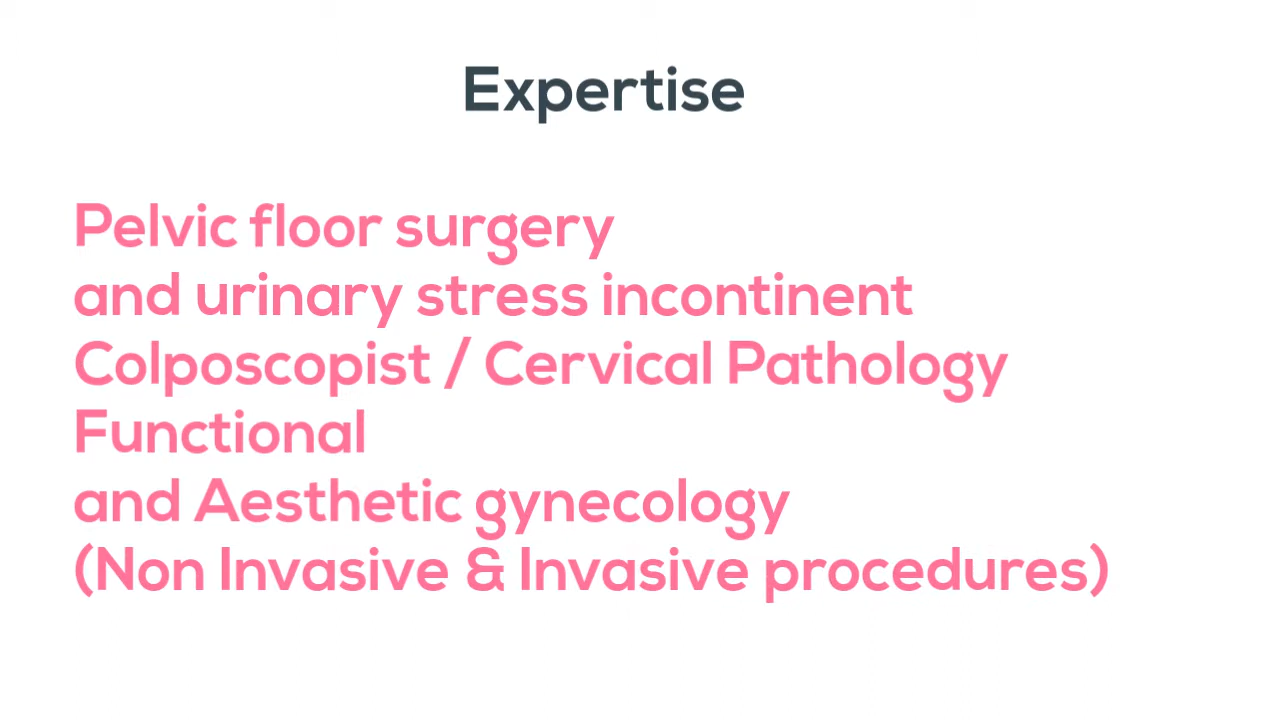 Expertise
Pelvic floor surgery
and urinary stress incontinent
Colposcopist / Cervical Pathology
Functional
and Aesthetic gynecology
(Non Invasive & Invasive procedures)